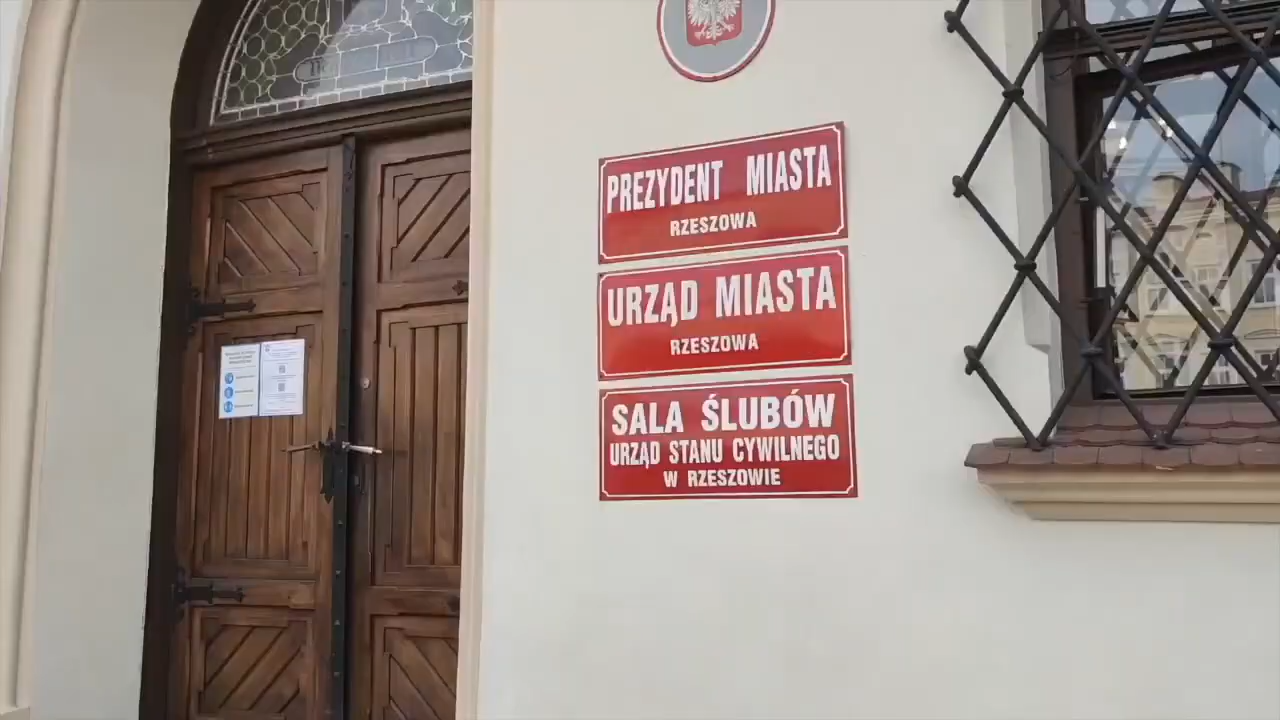 PREZYDENT MIASTA
RZESZOWA
URZĄD MIASTA
RZESZOWA
SALA ŚLUBÓW
URZĄD STANU CYWILNEGO
W RZESZOWIE